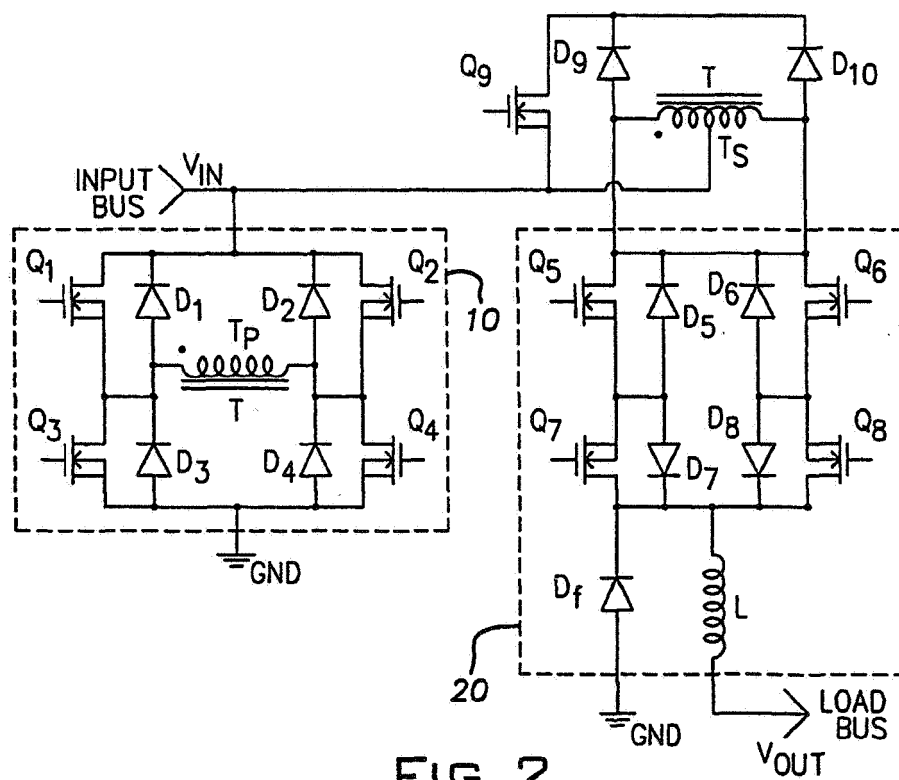 Q9
D9
D10
T
TS
INPUT
BUS
VIN
Q1
D1
D2
Q2
10
TP
T
Q3
D3
D4
Q4
GND
Q5
D5
D6
Q6
Q7
D7
D8
Q8
Df
L
20
GND
LOAD
BUS
VOUT
FIG 2